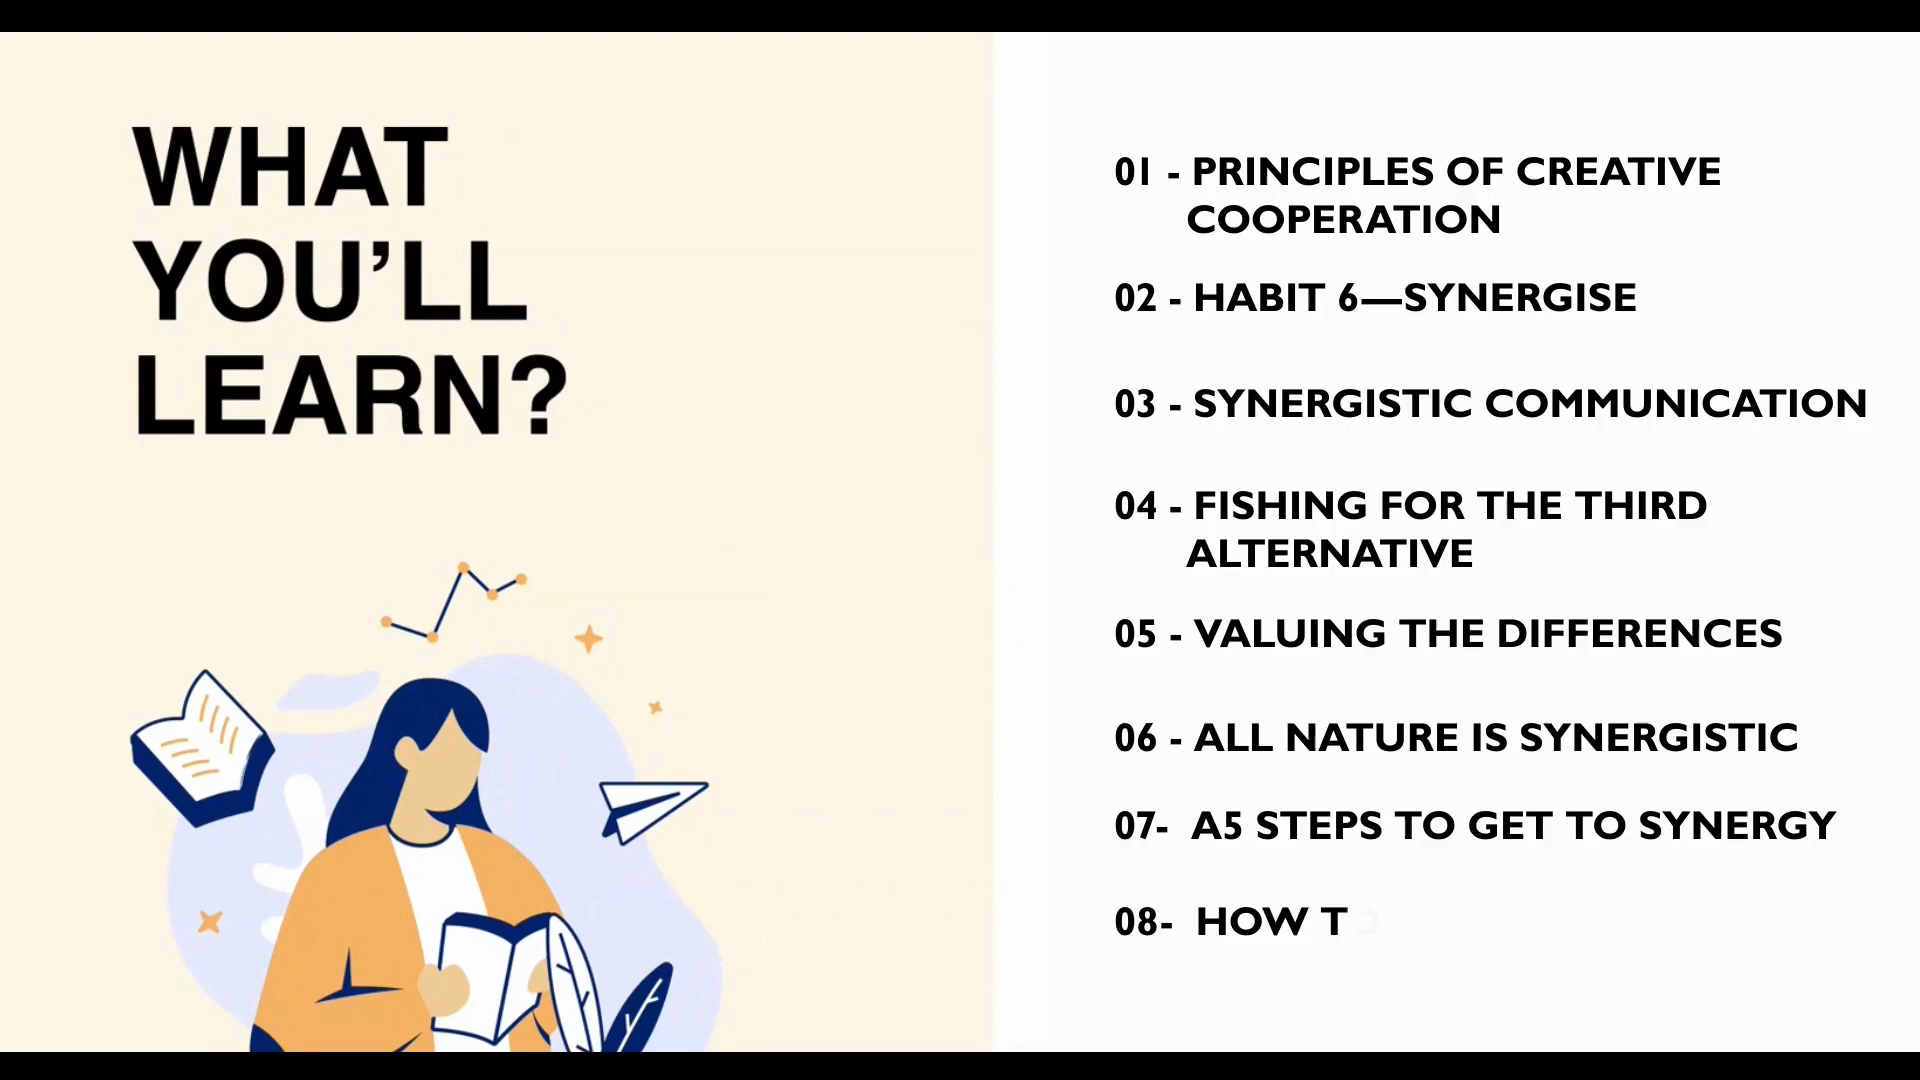 WHAT
YOU’LL
LEARN?
01 - PRINCIPLES OF CREATIVE
COOPERATION
02 - HABIT 6—SYNERGISE
03 - SYNERGISTIC COMMUNICATION
04 - FISHING FOR THE THIRD
ALTERNATIVE
05 - VALUING THE DIFFERENCES
06 - ALL NATURE IS SYNERGISTIC
07- A5 STEPS TO GET TO SYNERGY
08- HOW T